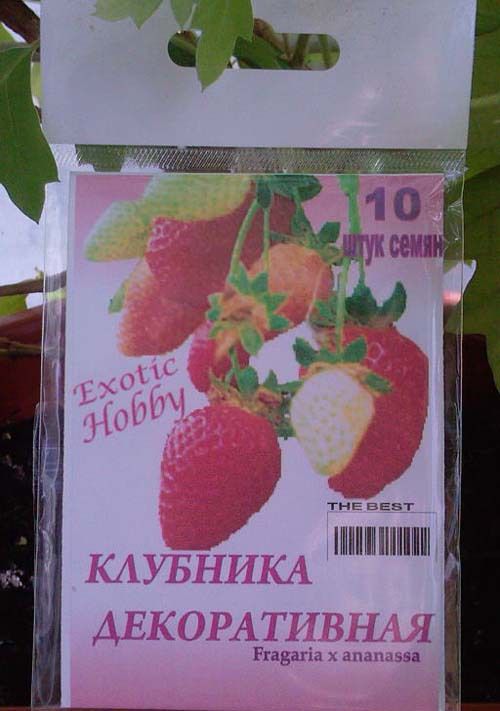 10
штук семян
Exotic
Hobby
THE BEST
КЛУБНИКА
ДЕКОРАТИВНАЯ
Fragaria x ananassa